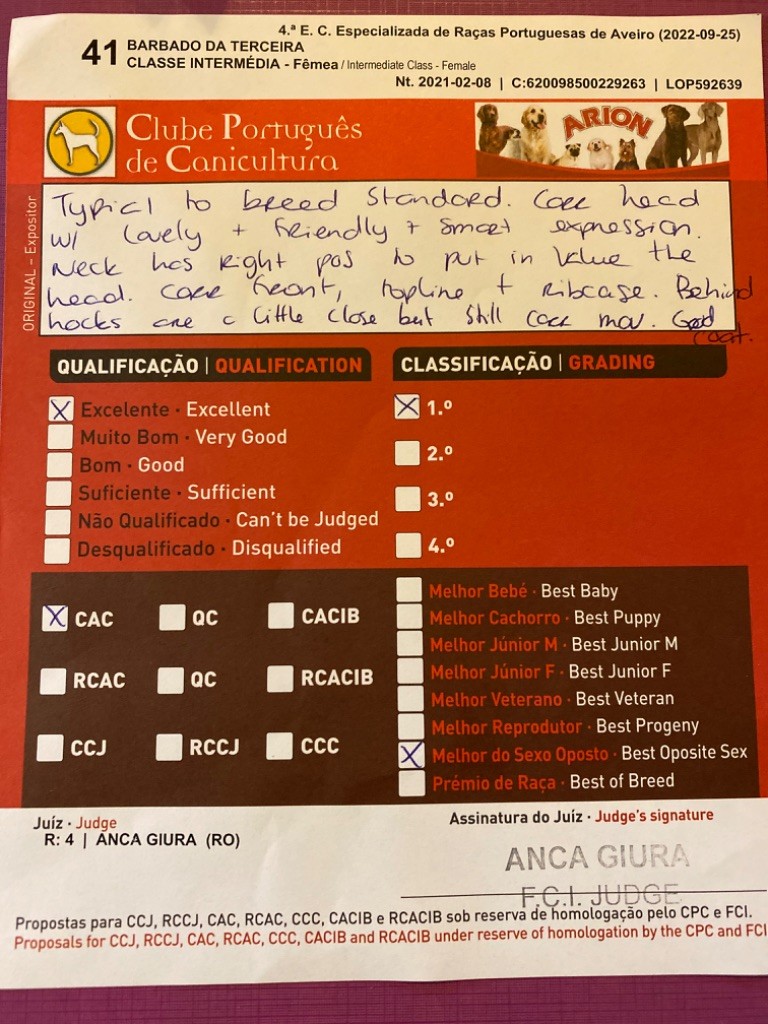 4.ª E. C. Especializada de Raças Portuguesas de Aveiro (2022-09-25)
41 BARBADO DA TERCEIRA
CLASSE INTERMÉDIA - Fêmea / Intermediate Class - Female
Nt. 2021-02-08 | C:620098500229263 | LOP592639
Clube Português
de Canicultura
ARION
ORIGINAL - Expositor
Typical to breed standard. Corr head
w/ lovely + friendly + smart expression.
Neck has right pos to put in value the
head. Corr front, topline + ribcage. Behind
hocks are a little close but still corr mov. Good
coat.
QUALIFICAÇÃO | QUALIFICATION
Excelente · Excellent
Muito Bom · Very Good
Bom · Good
Suficiente · Sufficient
Não Qualificado · Can't be Judged
Desqualificado · Disqualified
CLASSIFICAÇÃO | GRADING
1.º
2.º
3.º
4.º
CAC QC CACIB
RCAC QC RCACIB
CCJ RCCJ CCC
Melhor Bebé · Best Baby
Melhor Cachorro · Best Puppy
Melhor Júnior M · Best Junior M
Melhor Júnior F · Best Junior F
Melhor Veterano · Best Veteran
Melhor Reprodutor · Best Progeny
Melhor do Sexo Oposto · Best Oposite Sex
Prémio de Raça · Best of Breed
Juíz · Judge
R: 4 | ANCA GIURA (RO)
Assinatura do Juíz · Judge's signature
ANCA GIURA
F.C.I. JUDGE
Propostas para CCJ, RCCJ, CAC, RCAC, CCC, CACIB e RCACIB sob reserva de homologação pelo CPC e FCI.
Proposals for CCJ, RCCJ, CAC, RCAC, CCC, CACIB and RCACIB under reserve of homologation by the CPC and FCI